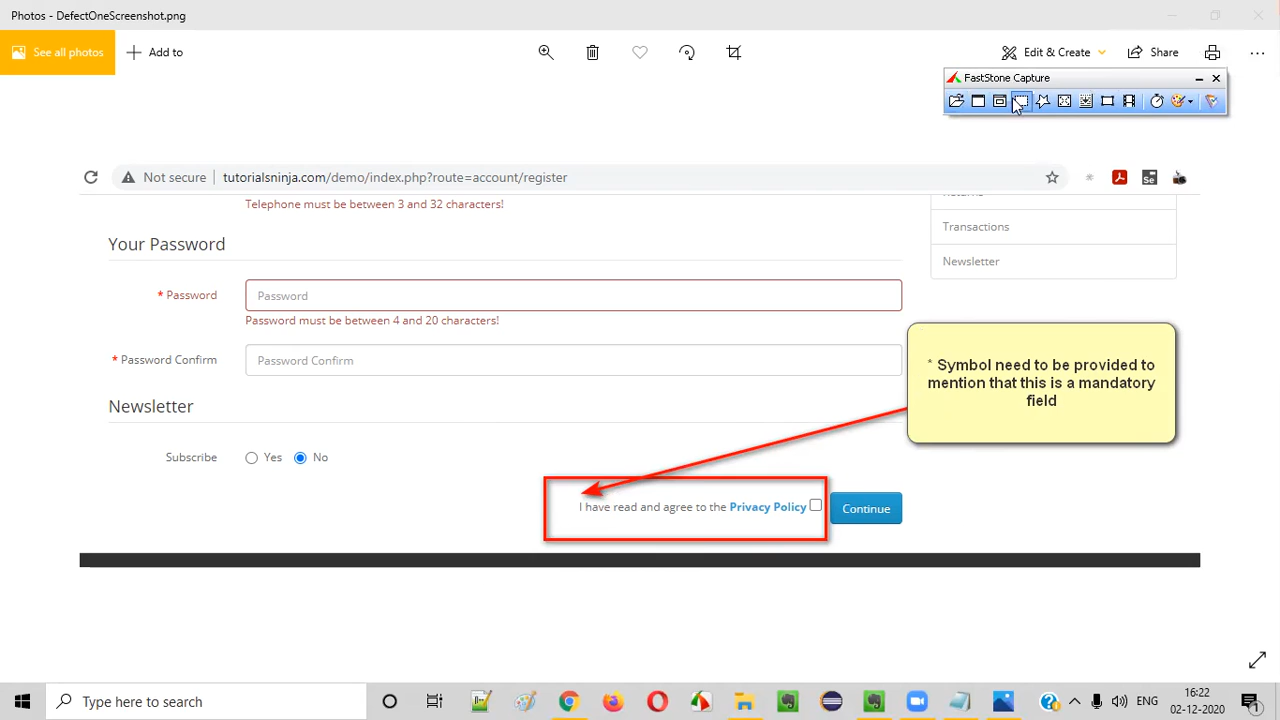 Photos - DefectOneScreenshot.png
See all photos
Add to
Edit & Create
Share
FastStone Capture
Not secure
tutorialsninja.com/demo/index.php?route=account/register
Se
Telephone must be between 3 and 32 characters!
Transactions
Your Password
Newsletter
* Password
Password
Password must be between 4 and 20 characters!
* Password Confirm
Password Confirm
* Symbol need to be provided to
mention that this is a mandatory
field
Newsletter
Subscribe
Yes
No
I have read and agree to the Privacy Policy
Continue
Type here to search
ENG
16:22
02-12-2020
1